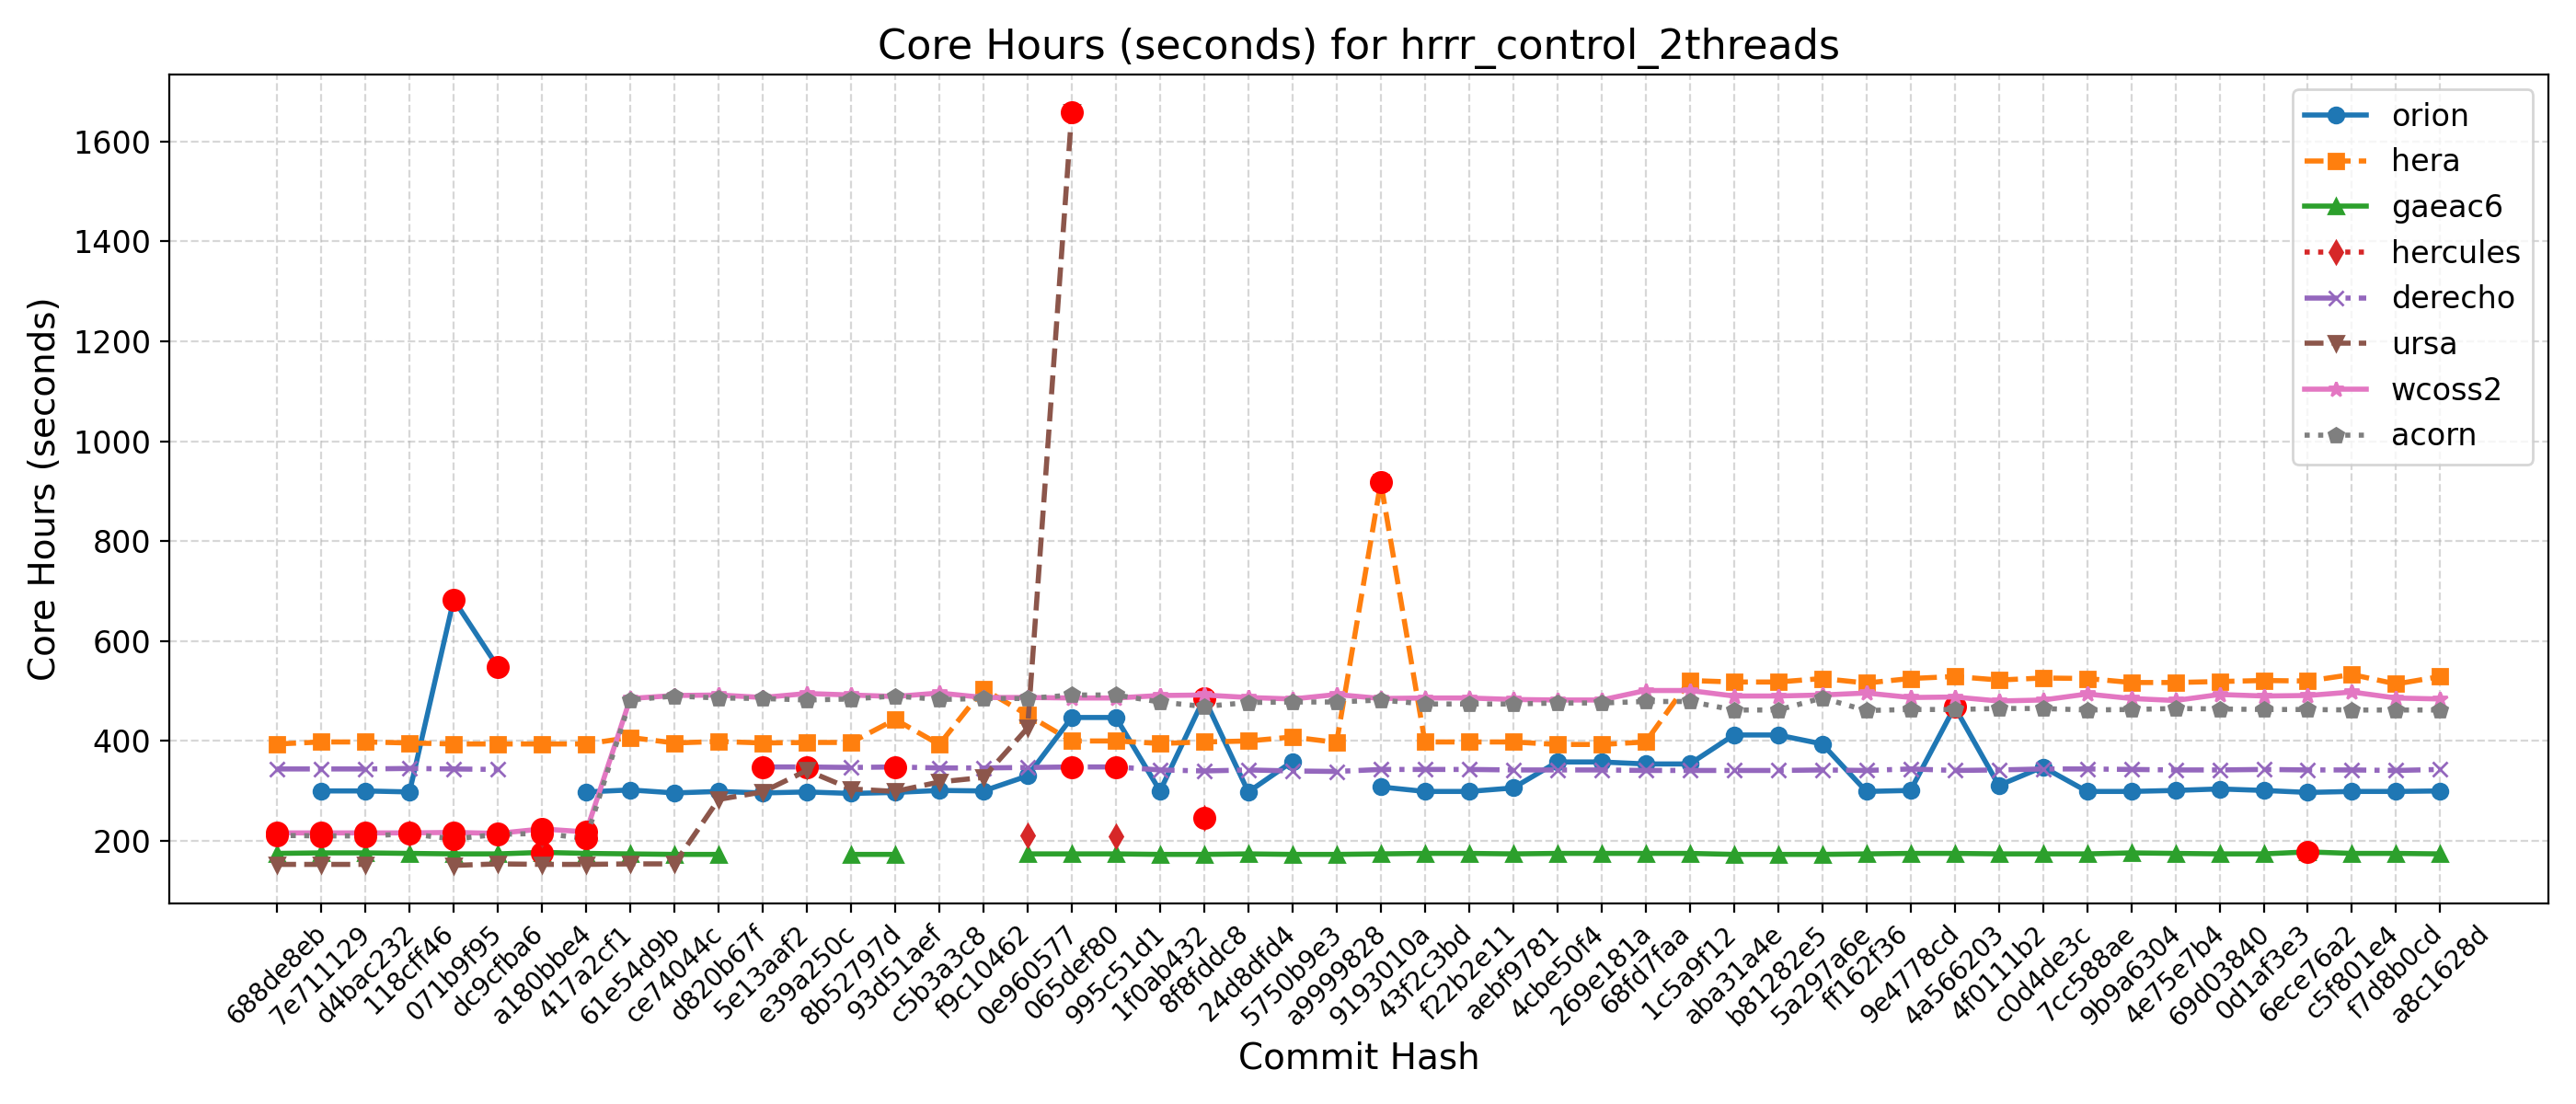 Core Hours (seconds) for hrrr_control_2threads
Core Hours (seconds)
1600
1400
1200
1000
800
600
400
200
orion
hera
gaeac6
hercules
derecho
ursa
wcoss2
acorn
688de8eb
7e711129
d4bac232
118cff46
071b9f95
dc9cfba6
a180bbe4
417a2cf1
61e54d9b
ce74044c
d820b67f
5e13aaf2
e39a250c
8b52797d
93d51aef
c5b3a3c8
f9c10462
0e960577
065def80
995c51d1
1f0ab432
8f8fddc8
24d8dfd4
5750b9e3
a9999828
9193010a
43f2c3bd
f22b2e11
aebf9781
4cbe50f4
269e181a
68fd7faa
1c5a9f12
aba31a4e
b81282e5
5a297a6e
ff162f36
9e4778cd
4a566203
4f0111b2
c0d4de3c
7cc588ae
9b9a6304
4e75e7b4
69d03840
0d1af3e3
6ece76a2
c5f801e4
f7d8b0cd
a8c1628d
Commit Hash